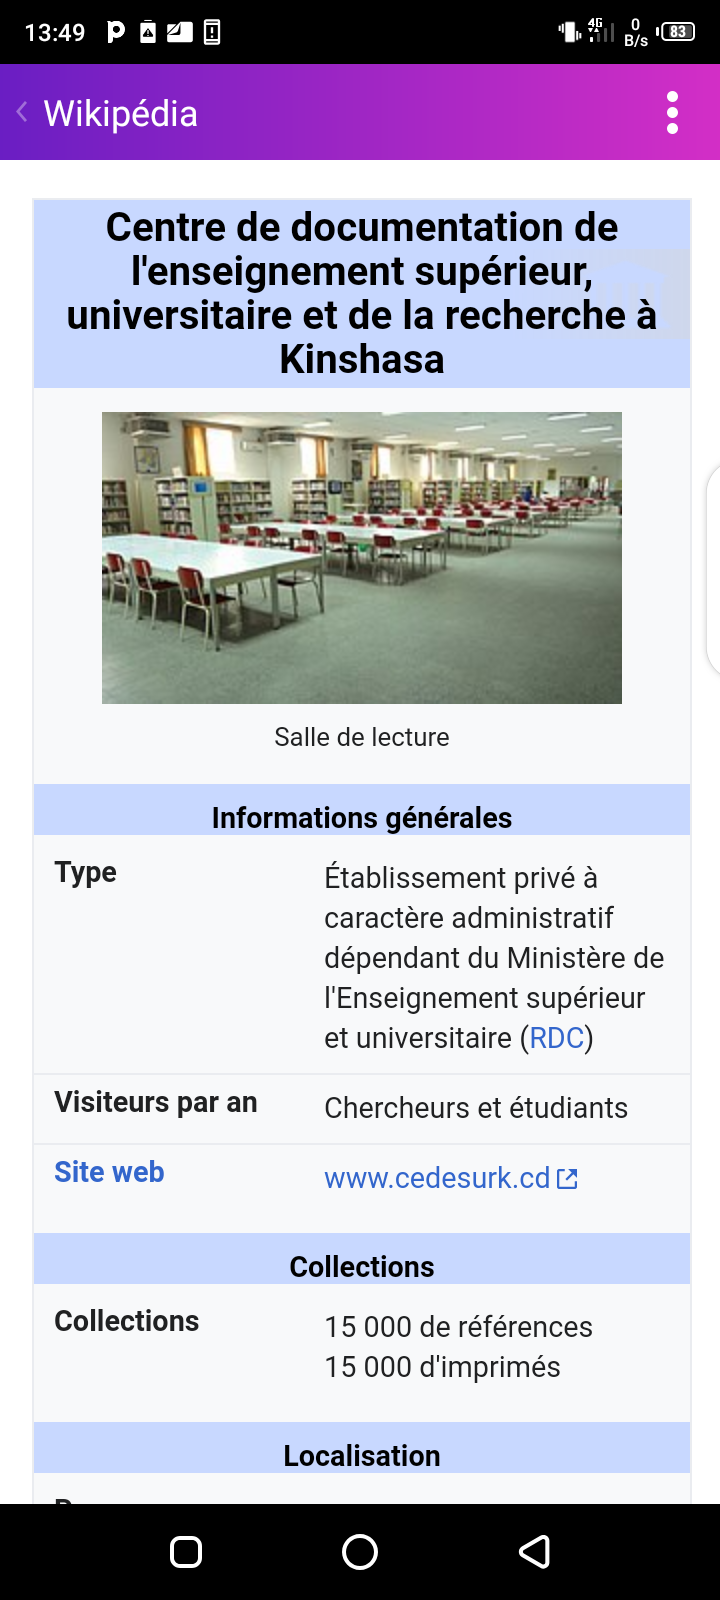 13:49
4G
0
B/s
83
Wikipédia
Centre de documentation de
l'enseignement supérieur,
universitaire et de la recherche à
Kinshasa
Salle de lecture
Informations générales
Type
Établissement privé à
caractère administratif
dépendant du Ministère de
l'Enseignement supérieur
et universitaire (RDC)
Visiteurs par an
Chercheurs et étudiants
Site web
www.cedesurk.cd
Collections
Collections
15 000 de références
15 000 d'imprimés
Localisation